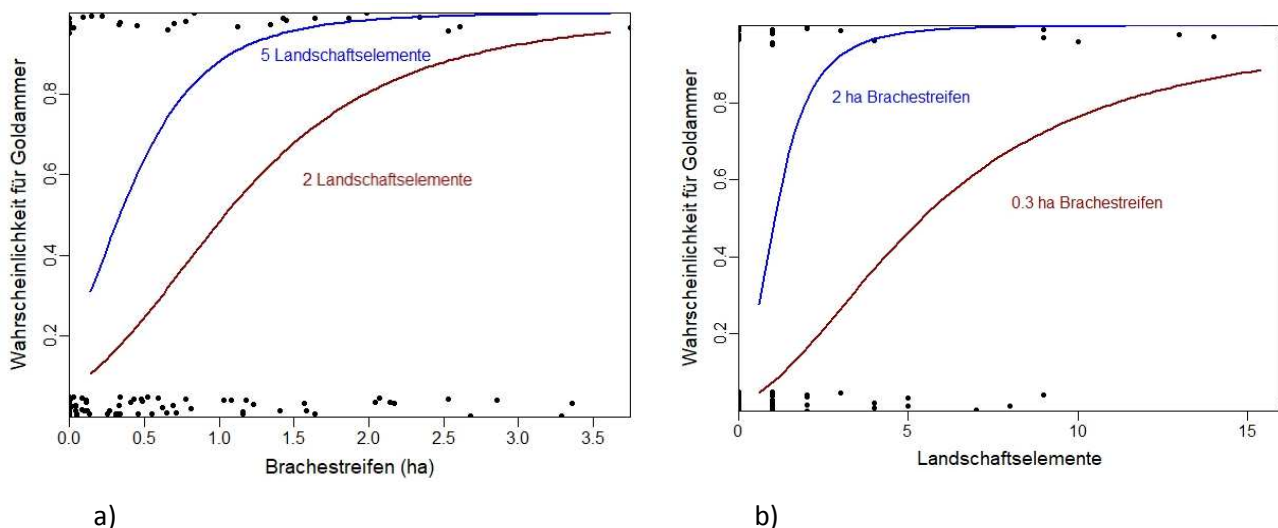 Wahrscheinlichkeit für Goldammer
0.2
0.4
0.6
0.8
5 Landschaftselemente
2 Landschaftselemente
0.0
0.5
1.0
1.5
2.0
2.5
3.0
3.5
Brachestreifen (ha)
a)
Wahrscheinlichkeit für Goldammer
0.2
0.4
0.6
0.8
2 ha Brachestreifen
0.3 ha Brachestreifen
0
5
10
15
Landschaftselemente
b)